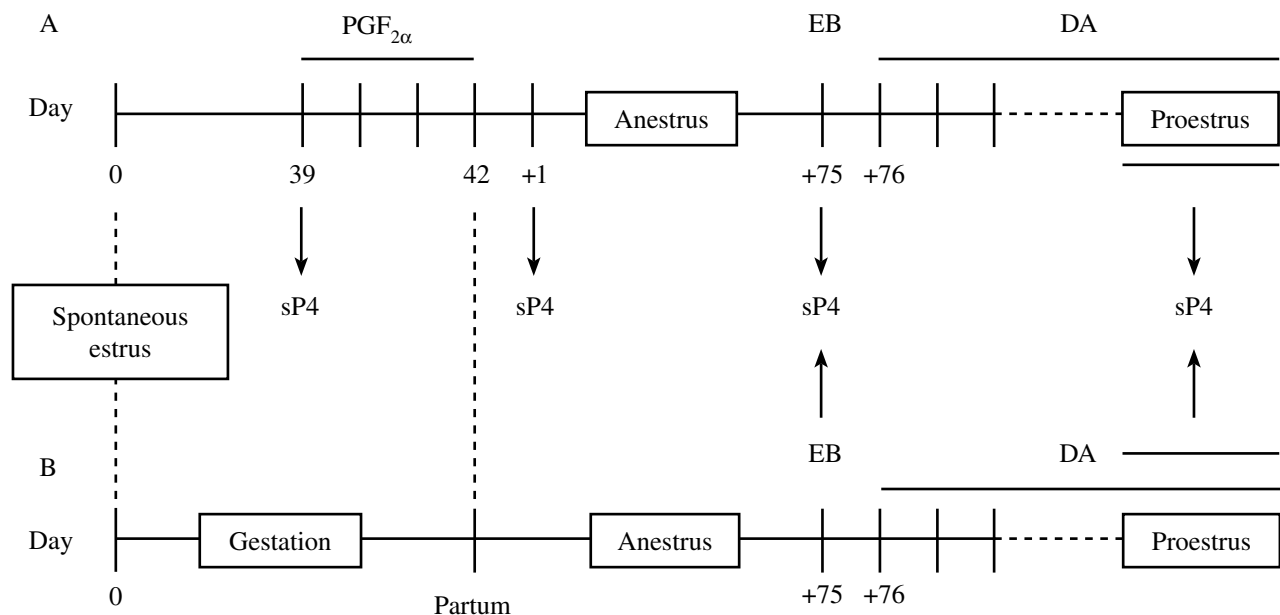 A PGF2α EB DA
Day Anestrus Proestrus
0 39 42 +1 +75 +76
sP4 sP4 sP4 sP4
Spontaneous
estrus
B EB DA
Day Gestation Anestrus Proestrus
0 Partum +75 +76